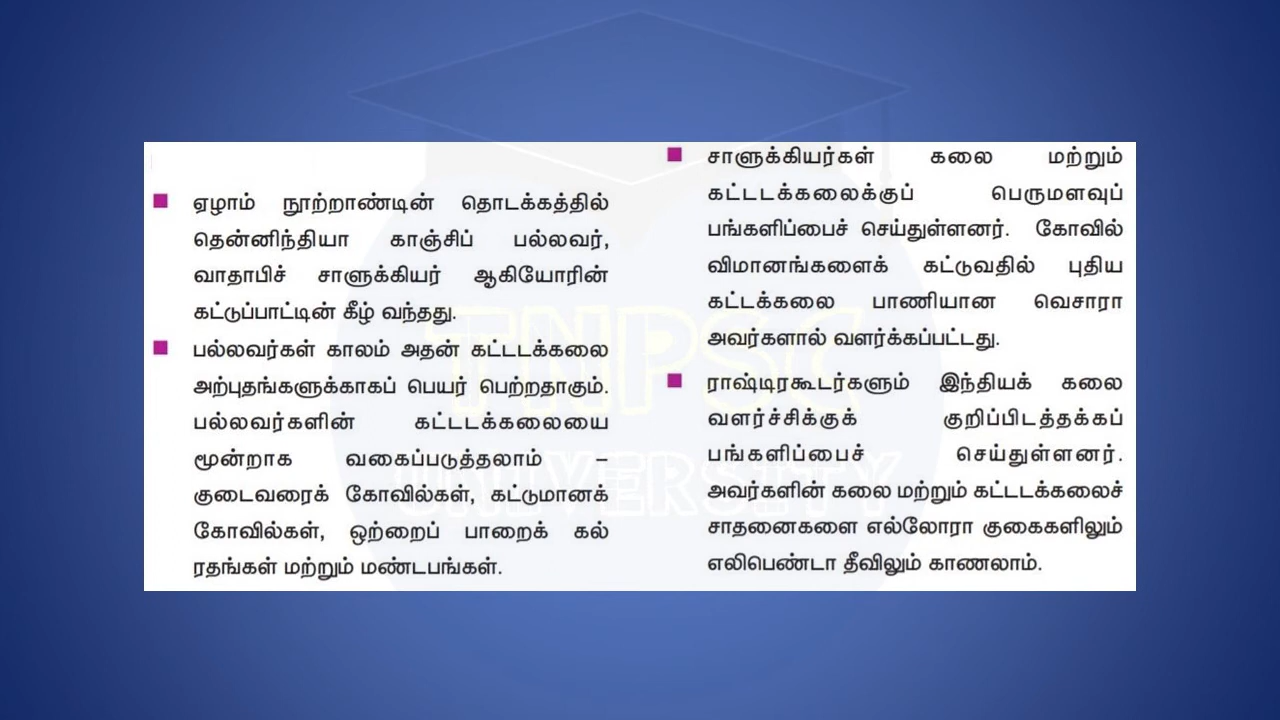 ஏழாம் நூற்றாண்டின் தொடக்கத்தில்
தென்னிந்தியா காஞ்சிப் பல்லவர்,
வாதாபிச் சாளுக்கியர் ஆகியோரின்
கட்டுப்பாட்டின் கீழ் வந்தது.
பல்லவர்கள் காலம் அதன் கட்டடக்கலை
அற்புதங்களுக்காகப் பெயர் பெற்றதாகும்.
பல்லவர்களின் கட்டடக்கலையை
மூன்றாக வகைப்படுத்தலாம் –
குடைவரைக் கோவில்கள், கட்டுமானக்
கோவில்கள், ஒற்றைப் பாறைக் கல்
ரதங்கள் மற்றும் மண்டபங்கள்.
சாளுக்கியர்கள் கலை மற்றும்
கட்டடக்கலைக்குப் பெருமளவுப்
பங்களிப்பைச் செய்துள்ளனர். கோவில்
விமானங்களைக் கட்டுவதில் புதிய
கட்டக்கலை பாணியான வெசாரா
அவர்களால் வளர்க்கப்பட்டது.
ராஷ்டிரகூடர்களும் இந்தியக் கலை
வளர்ச்சிக்குக் குறிப்பிடத்தக்கப்
பங்களிப்பைச் செய்துள்ளனர்.
அவர்களின் கலை மற்றும் கட்டடக்கலைச்
சாதனைகளை எல்லோரா குகைகளிலும்
எலிபெண்டா தீவிலும் காணலாம்.
TNPSC
UNIVERSITY